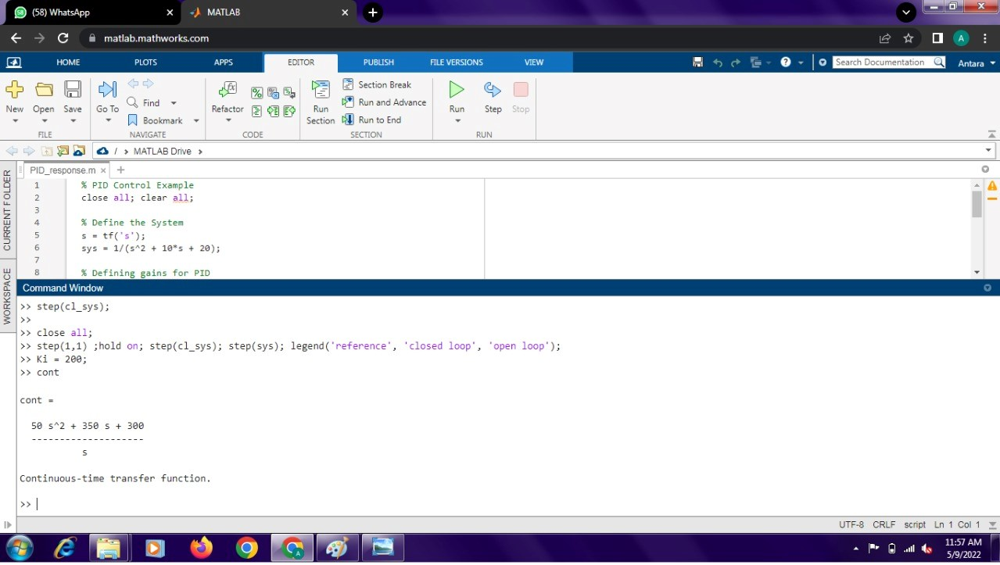 (58) WhatsApp
MATLAB
matlab.mathworks.com
A
HOME PLOTS APPS EDITOR PUBLISH FILE VERSIONS VIEW
Search Documentation
Antara
New Open Save
Go To
Find
Bookmark
Refactor
Run Section
Section Break
Run and Advance
Run to End
Run Step Stop
FILE NAVIGATE CODE SECTION RUN
/ MATLAB Drive
CURRENT FOLDER
WORKSPACE
PID_response.m
1 % PID Control Example
2 close all; clear all;
3
4 % Define the System
5 s = tf('s');
6 sys = 1/(s^2 + 10*s + 20);
7
8 % Defining gains for PID
Command Window
>> step(cl_sys);
>>
>> close all;
>> step(1,1) ;hold on; step(cl_sys); step(sys); legend('reference', 'closed loop', 'open loop');
>> Ki = 200;
>> cont
cont =
50 s^2 + 350 s + 300
--------------------
s
Continuous-time transfer function.
>>
UTF-8 CRLF script Ln 1 Col 1
11:57 AM
5/9/2022